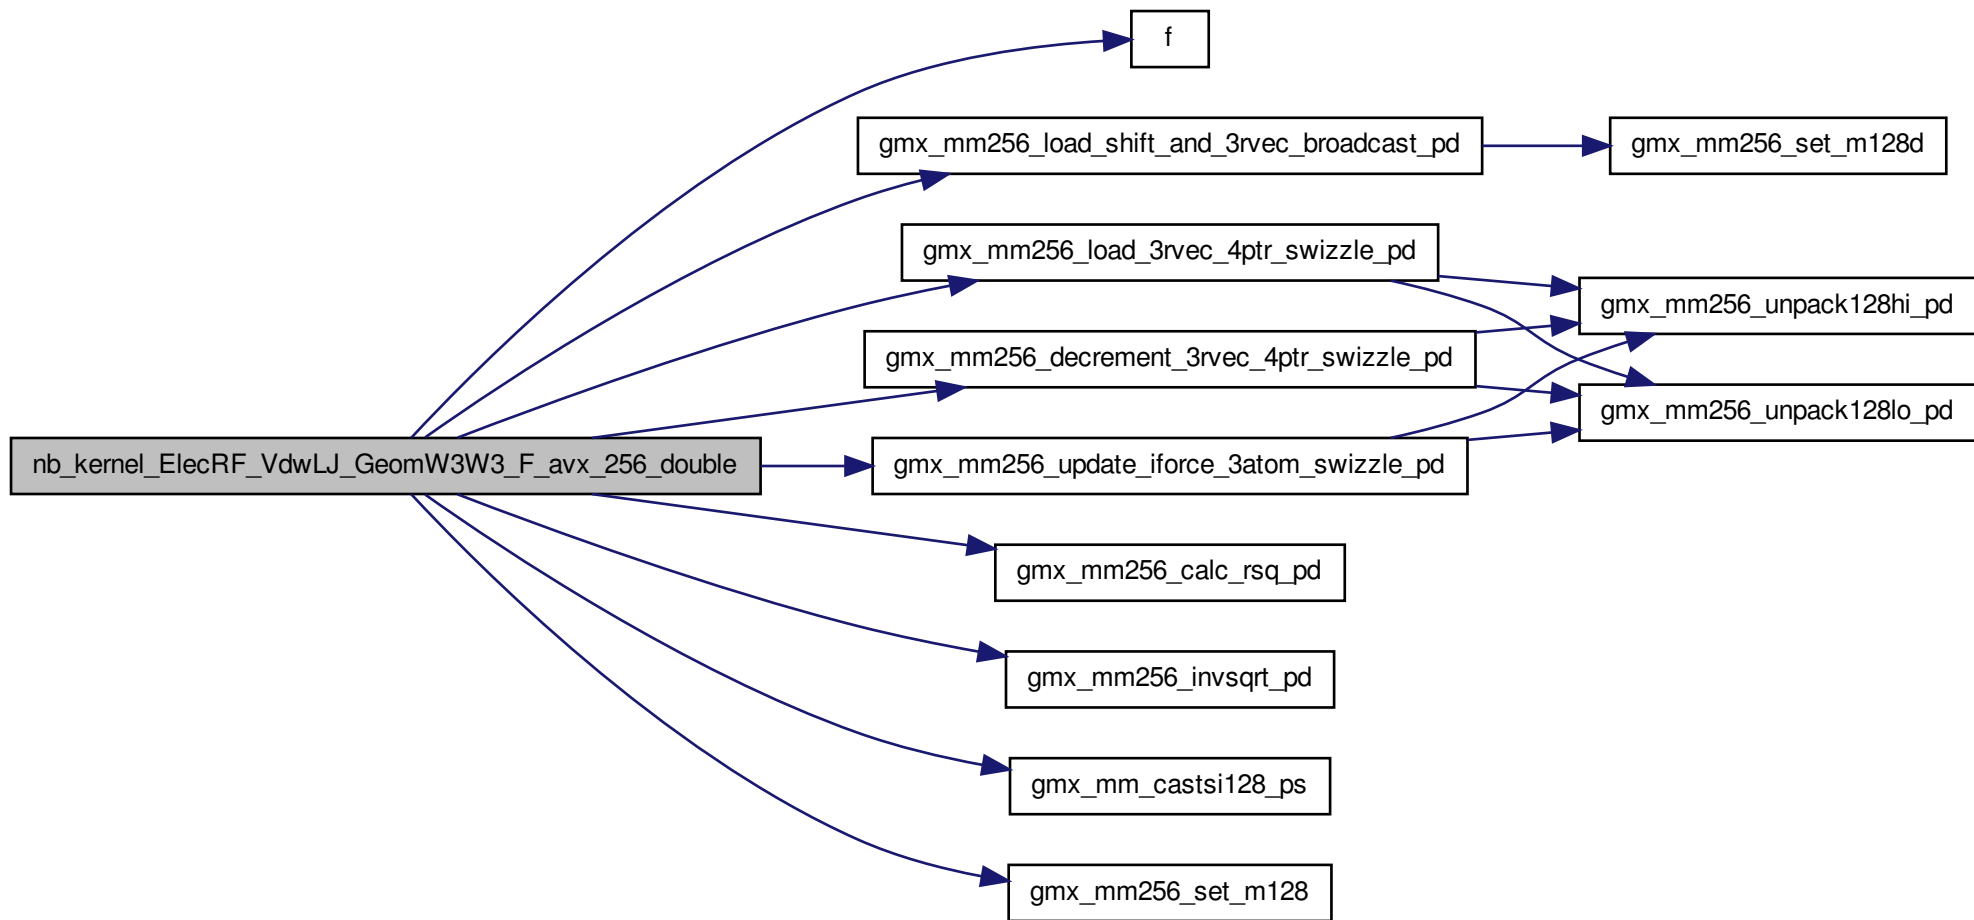 f
gmx_mm256_load_shift_and_3rvec_broadcast_pd
gmx_mm256_set_m128d
gmx_mm256_load_3rvec_4ptr_swizzle_pd
gmx_mm256_unpack128hi_pd
gmx_mm256_decrement_3rvec_4ptr_swizzle_pd
gmx_mm256_unpack128lo_pd
nb_kernel_ElecRF_VdwLJ_GeomW3W3_F_avx_256_double
gmx_mm256_update_iforce_3atom_swizzle_pd
gmx_mm256_calc_rsq_pd
gmx_mm256_invsqrt_pd
gmx_mm_castsi128_ps
gmx_mm256_set_m128